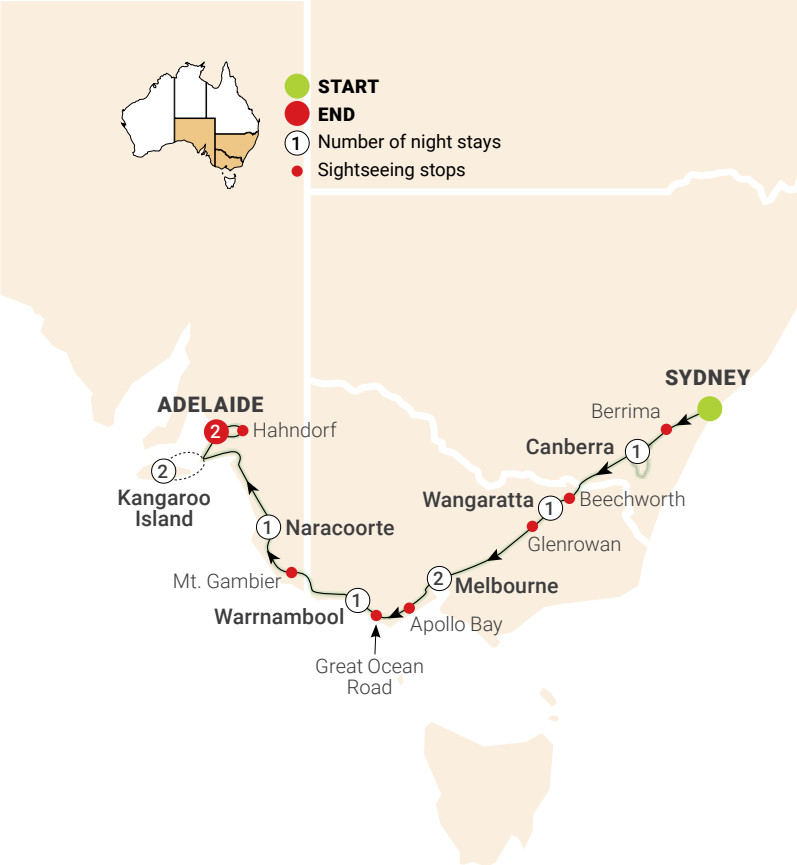 START
END
1 Number of night stays
Sightseeing stops
SYDNEY
Berrima
Canberra
1
Wangaratta
1
Beechworth
Glenrowan
2
Melbourne
Apollo Bay
Great Ocean
Road
1
Warrnambool
Mt. Gambier
1
Naracoorte
2
Kangaroo
Island
ADELAIDE
2
Hahndorf